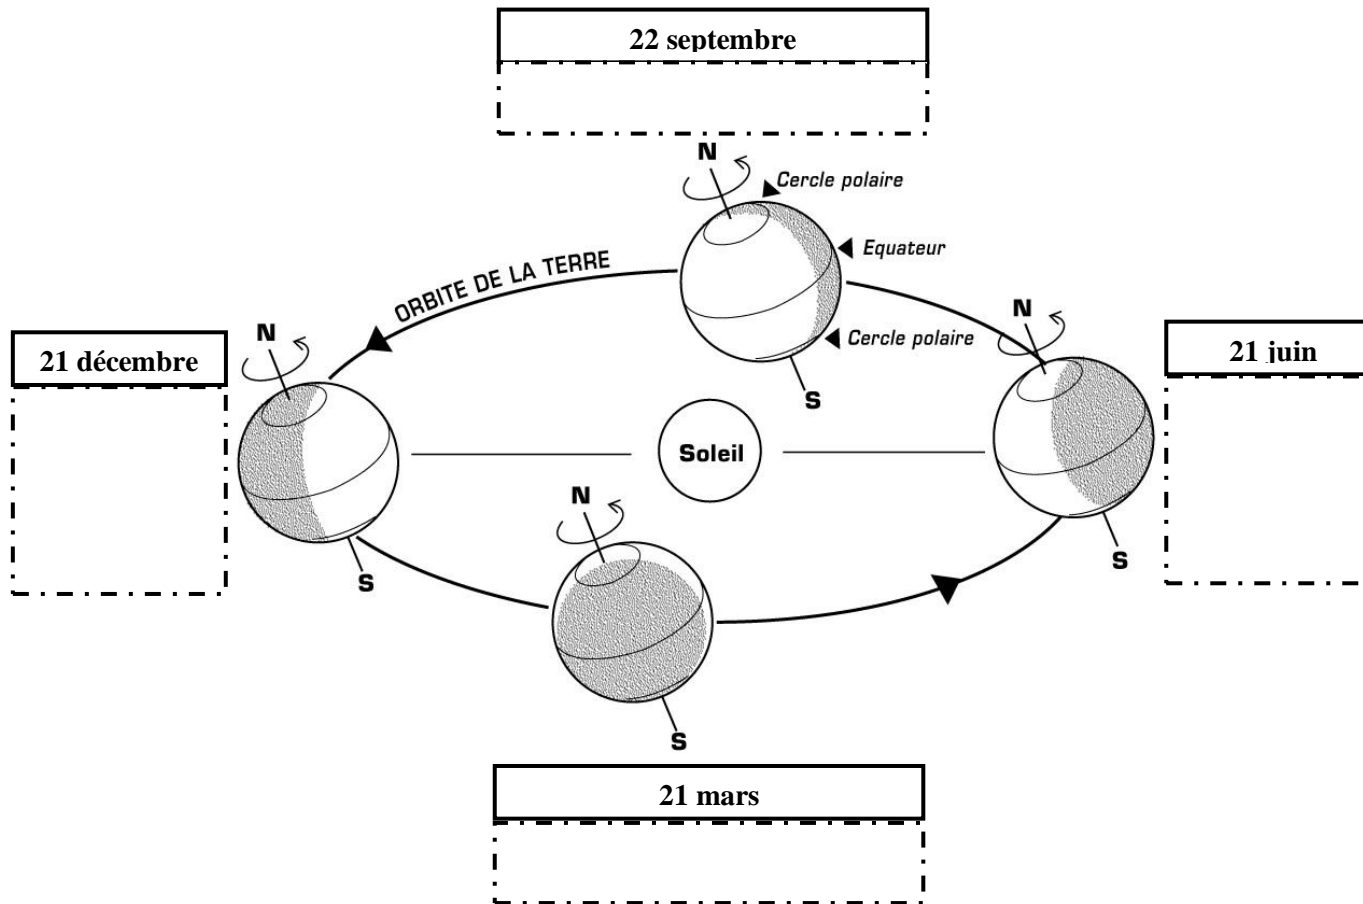 22 septembre
N
Cercle polaire
Equateur
ORBITE DE LA TERRE
Cercle polaire
S
N
21 décembre
S
N
21 juin
S
Soleil
N
S
21 mars